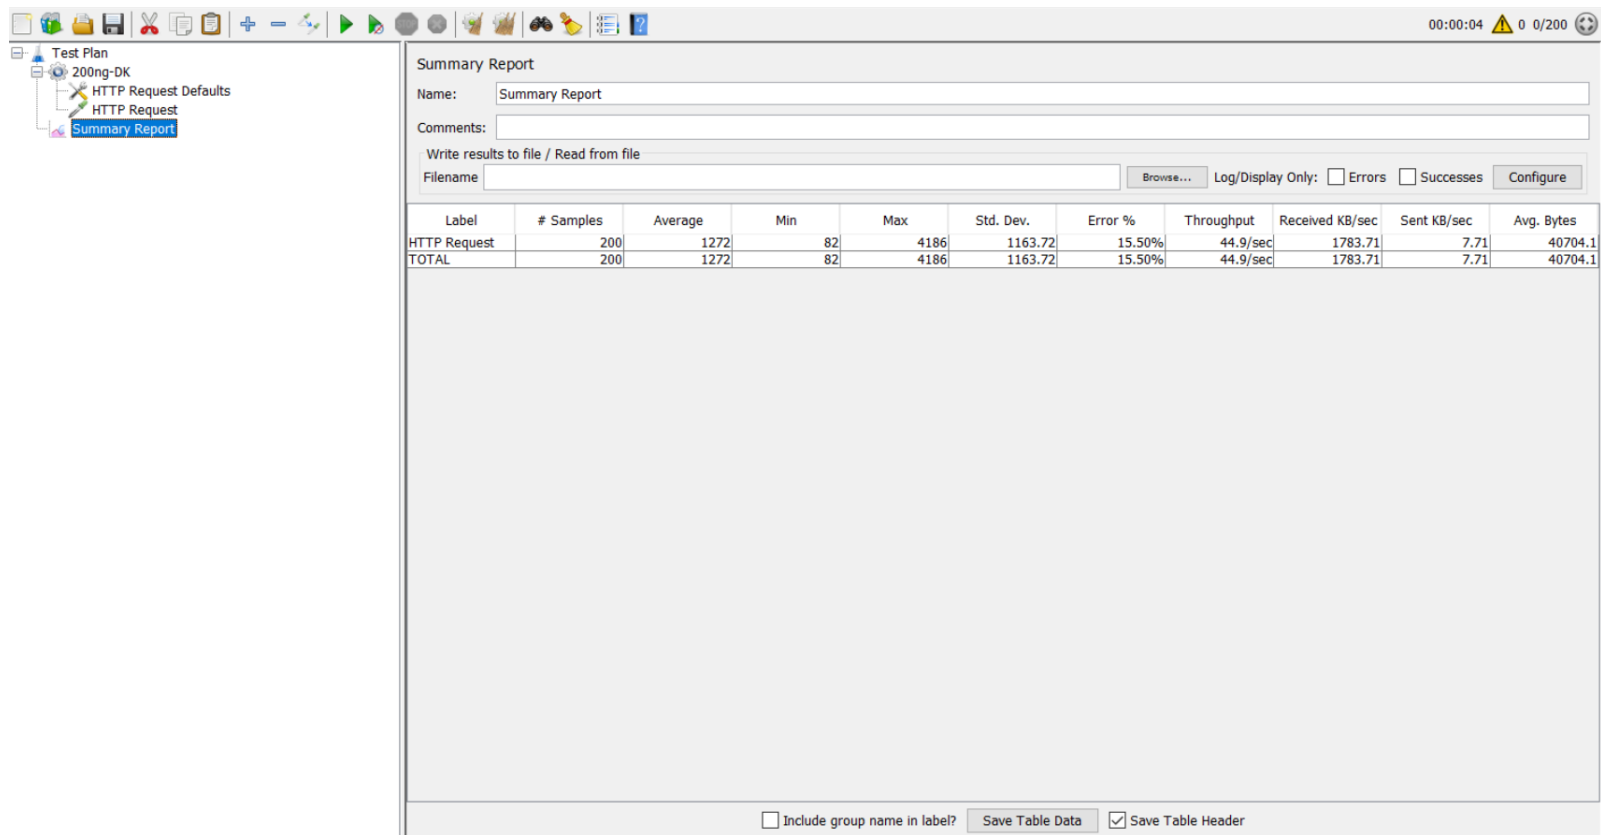 00:00:04 0 0/200
Test Plan
200ng-DK
HTTP Request Defaults
HTTP Request
Summary Report
Summary Report
Name: Summary Report
Comments:
Write results to file / Read from file
Filename Browse... Log/Display Only: Errors Successes Configure
Label # Samples Average Min Max Std. Dev. Error % Throughput Received KB/sec Sent KB/sec Avg. Bytes
HTTP Request 200 1272 82 4186 1163.72 15.50% 44.9/sec 1783.71 7.71 40704.1
TOTAL 200 1272 82 4186 1163.72 15.50% 44.9/sec 1783.71 7.71 40704.1
Include group name in label? Save Table Data Save Table Header